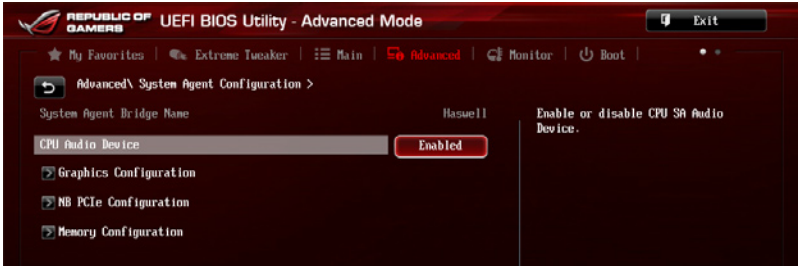 REPUBLIC OF GAMERS UEFI BIOS Utility - Advanced Mode Exit
My Favorites | Extreme Tweaker | Main | Advanced | Monitor | Boot |
Advanced\ System Agent Configuration >
System Agent Bridge Name Haswell
CPU Audio Device Enabled
Graphics Configuration
NB PCIe Configuration
Memory Configuration
Enable or disable CPU SA Audio
Device.